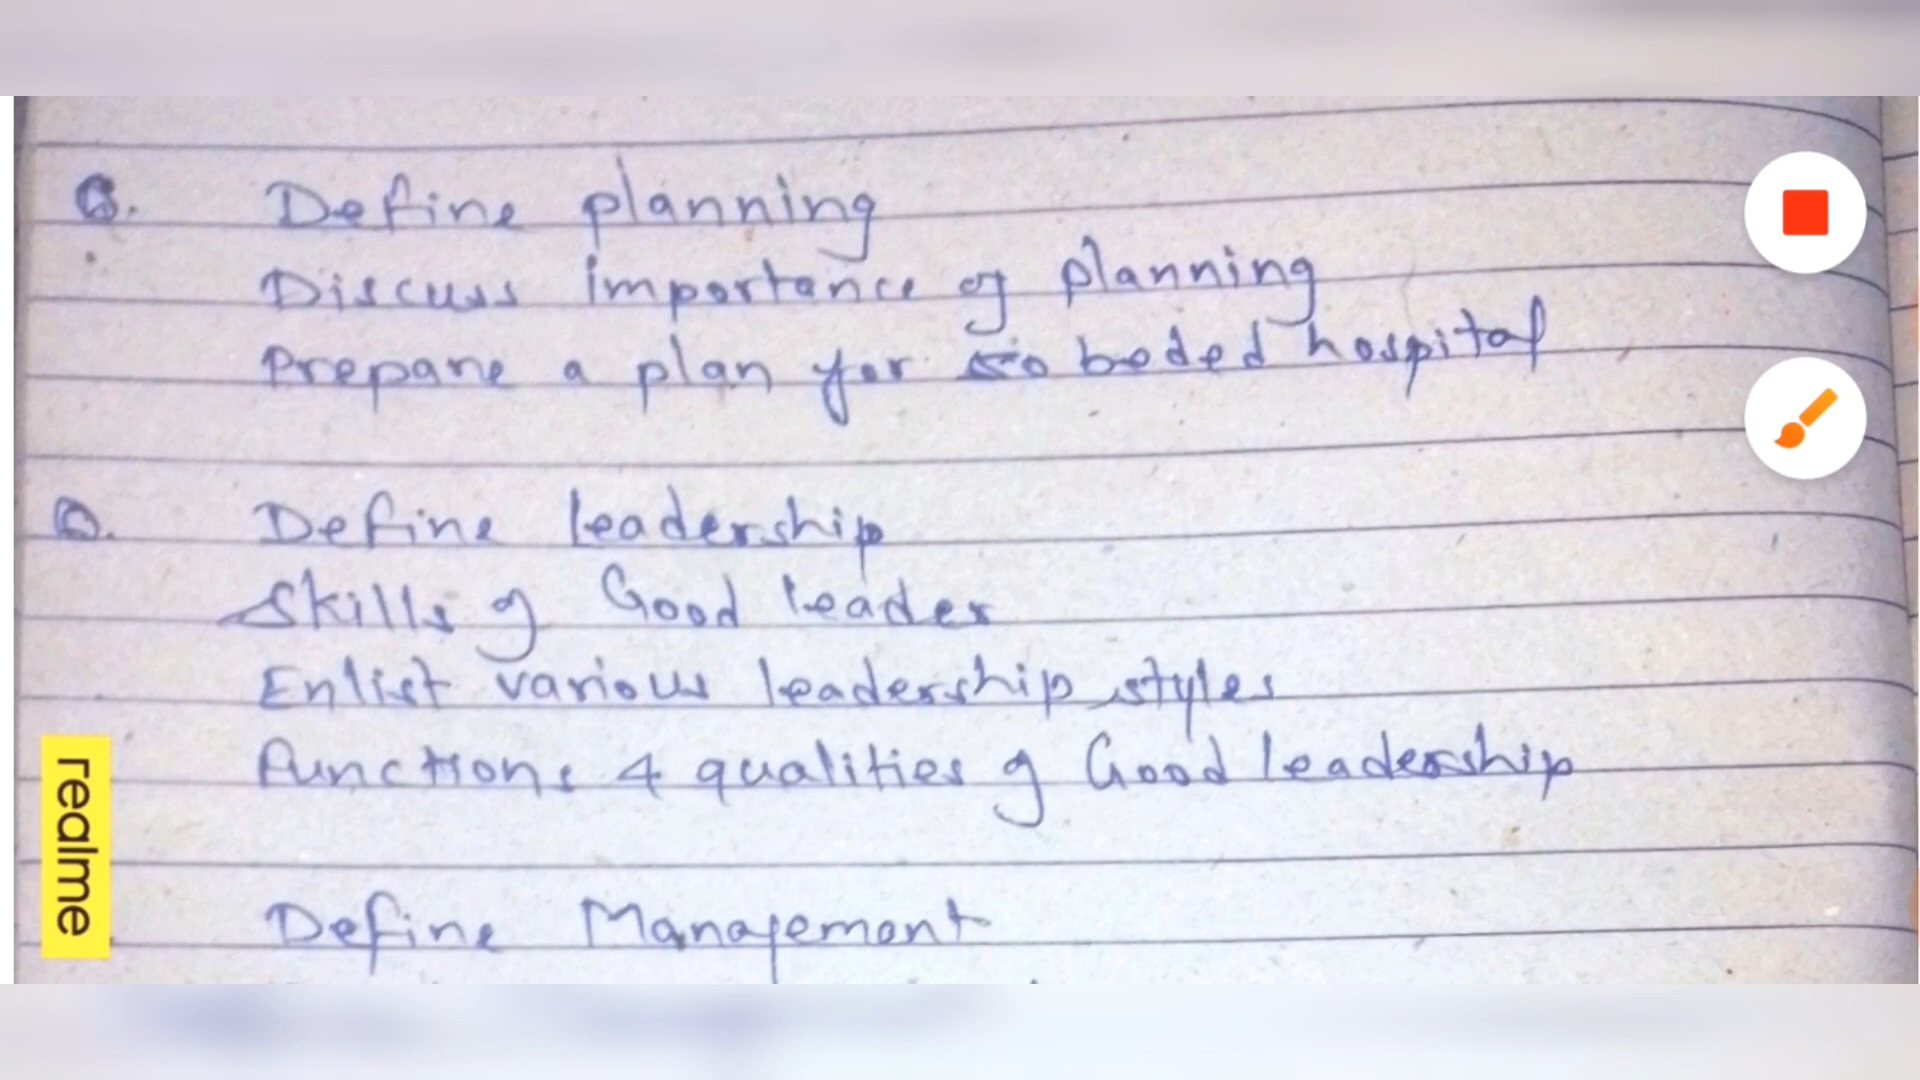 Q. Define planning
Discuss importance of planning
Prepare a plan for 50 beded hospital
Q. Define leadership
Skills of Good leader
Enlist various leadership styles
functions & qualities of Good leadership
Define Management
realme